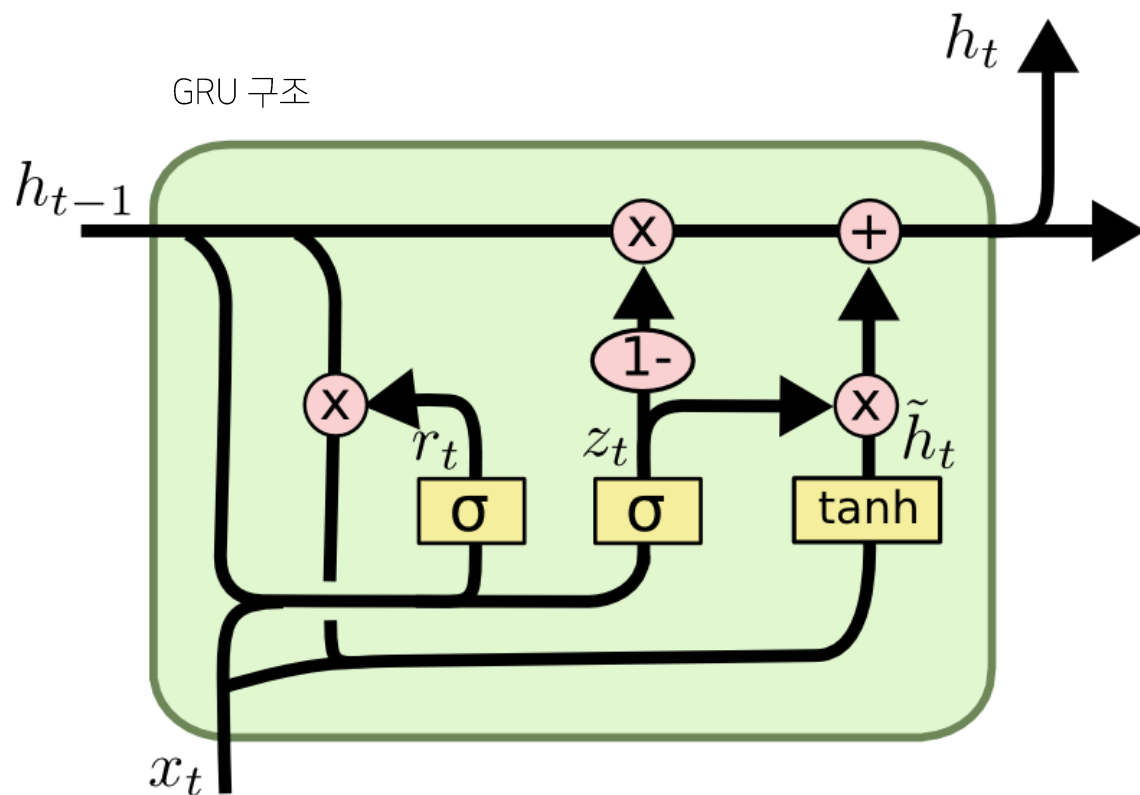 h_t
GRU 구조
h_{t-1}
x
+
1-
x
x
r_t
z_t
h̃_t
σ
σ
tanh
x_t